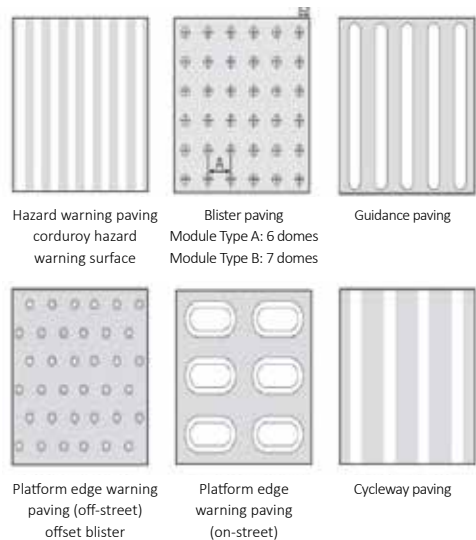 A
Hazard warning paving
corduroy hazard
warning surface
Blister paving
Module Type A: 6 domes
Module Type B: 7 domes
Guidance paving
Platform edge warning
paving (off-street)
offset blister
Platform edge
warning paving
(on-street)
Cycleway paving